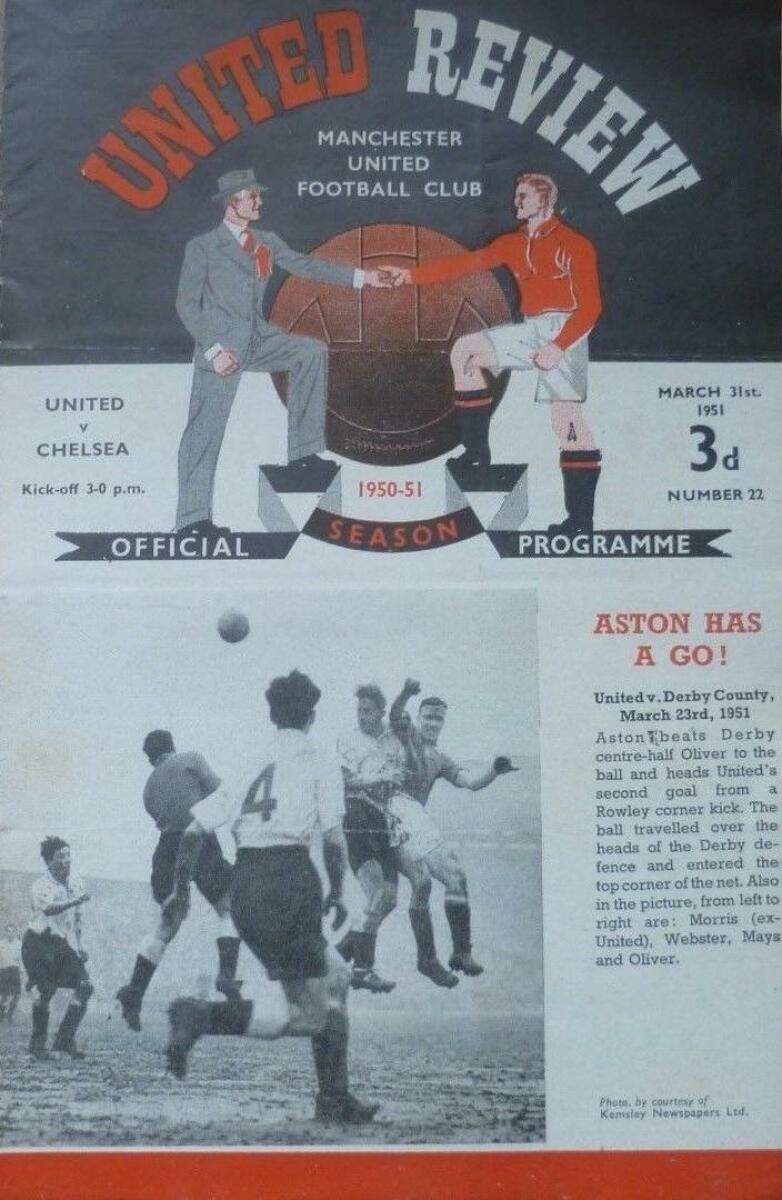 UNITED REVIEW
MANCHESTER
UNITED
FOOTBALL CLUB
UNITED
v
CHELSEA
Kick-off 3-0 p.m.
MARCH 31st.
1951
3d
NUMBER 22
1950-51
OFFICIAL SEASON PROGRAMME
4
ASTON HAS
A GO!
United v. Derby County,
March 23rd, 1951
Aston beats Derby
centre-half Oliver to the
ball and heads United's
second goal from a
Rowley corner kick. The
ball travelled over the
heads of the Derby de-
fence and entered the
top corner of the net. Also
in the picture, from left to
right are: Morris (ex-
United), Webster, Mays
and Oliver.
Photo. by courtesy of
Kemsley Newspapers Ltd.